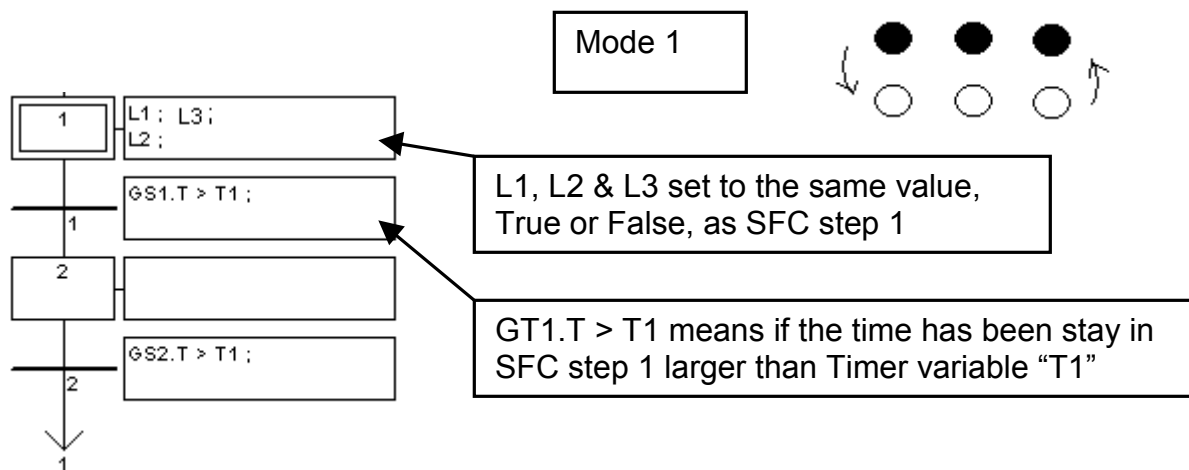 Mode 1
1
L1 ; L3 ;
L2 ;
L1, L2 & L3 set to the same value,
True or False, as SFC step 1
GS1.T > T1 ;
1
2
GT1.T > T1 means if the time has been stay in
SFC step 1 larger than Timer variable “T1”
GS2.T > T1 ;
2
1